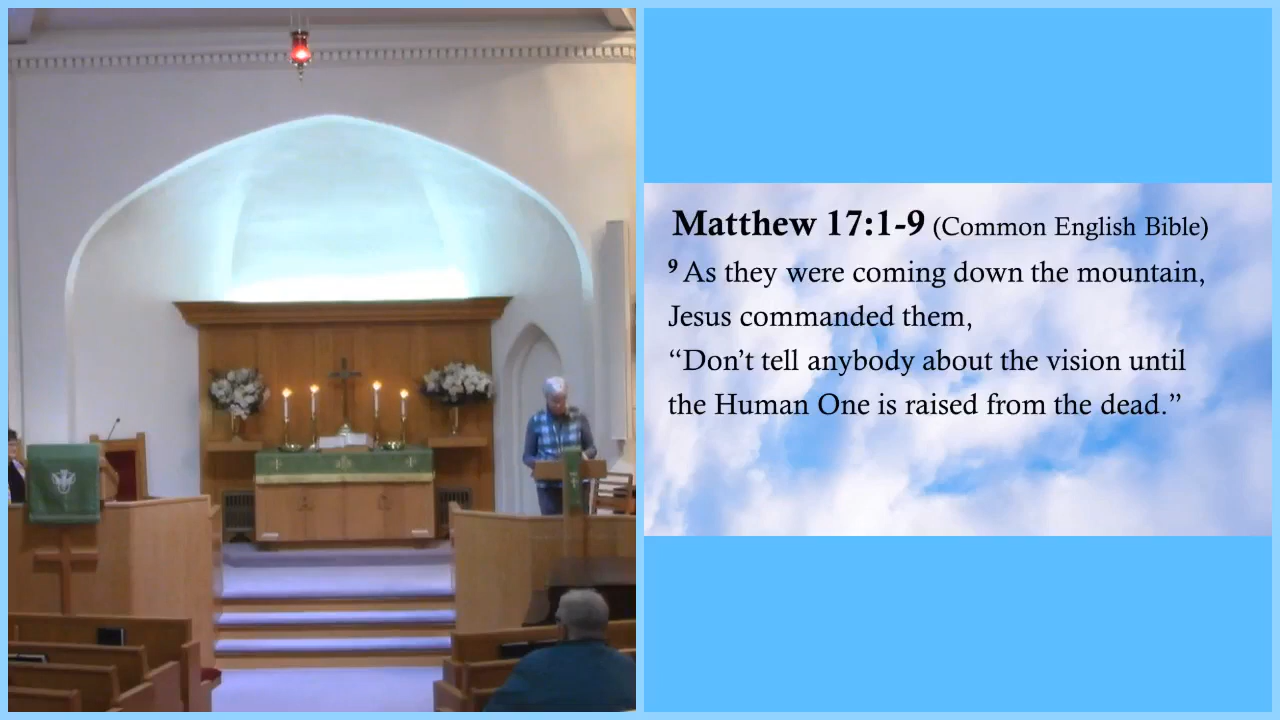 Matthew 17:1-9 (Common English Bible)
⁹ As they were coming down the mountain,
Jesus commanded them,
“Don’t tell anybody about the vision until
the Human One is raised from the dead.”